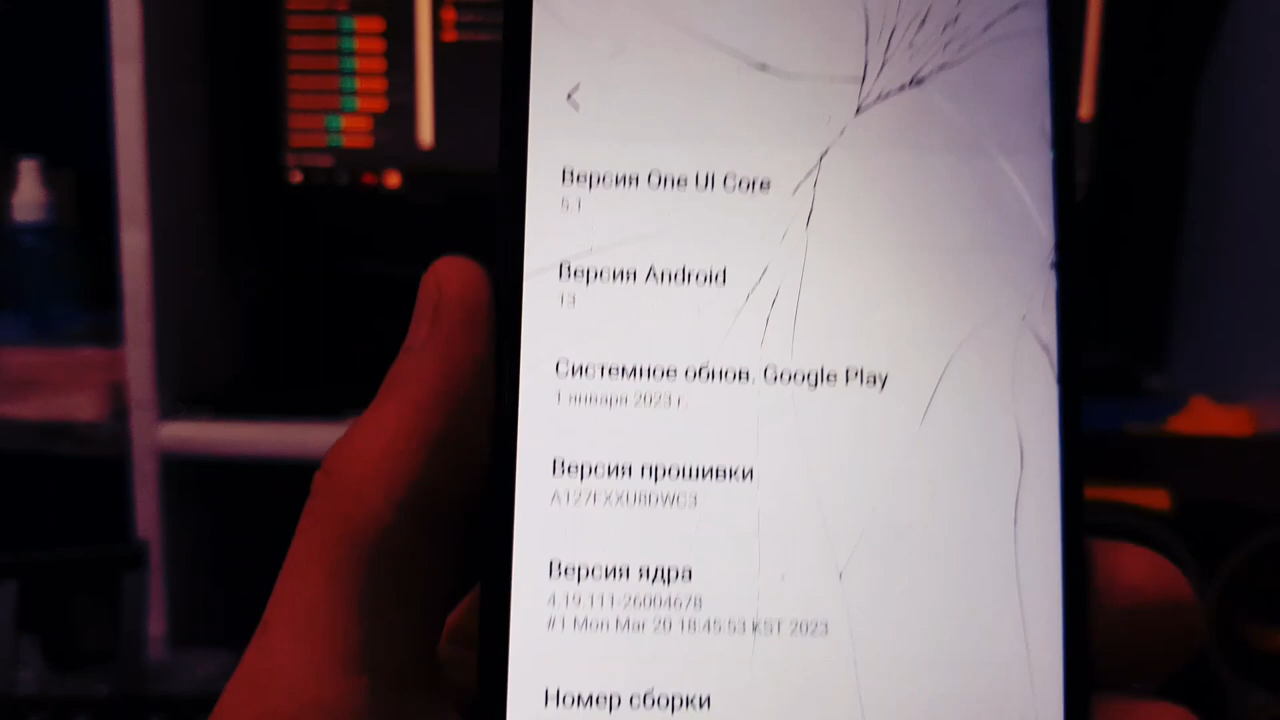 Версия One UI Core
5.1
Версия Android
13
Системное обнов. Google Play
1 января 2023 г.
Версия прошивки
A127FXXU8DWC3
Версия ядра
4.19.111-26004678
#1 Mon Mar 20 18:45:53 KST 2023
Номер сборки